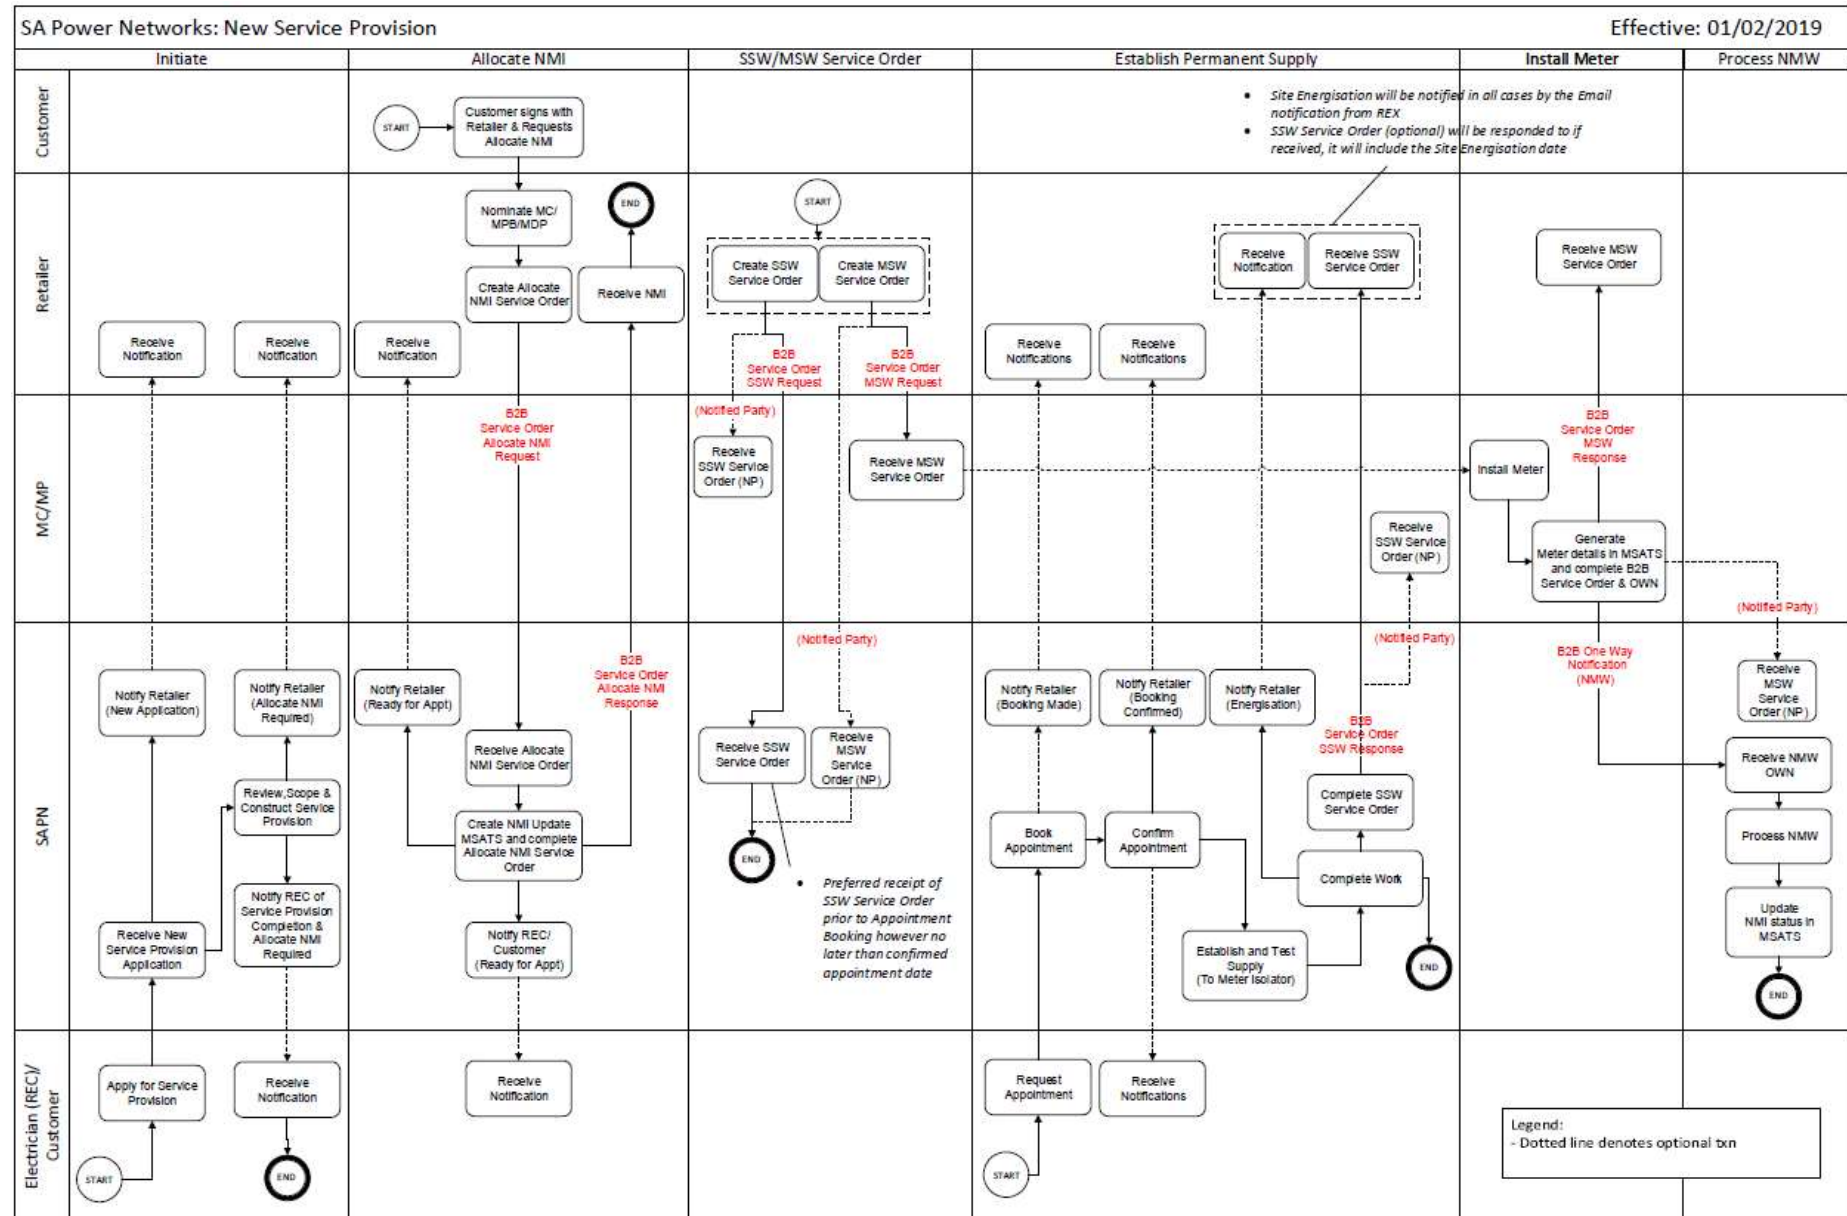 SA Power Networks: New Service Provision
Effective: 01/02/2019
Initiate
Allocate NMI
SSW/MSW Service Order
Establish Permanent Supply
Install Meter
Process NMW
Customer
START
Customer signs with
Retailer & Requests
Allocate NMI
• Site Energisation will be notified in all cases by the Email
notification from REX
• SSW Service Order (optional) will be responded to if
received, it will include the Site Energisation date
Retailer
Nominate MC/
MPB/MDP
END
START
Create Allocate
NMI Service Order
Receive NMI
Create SSW
Service Order
Create MSW
Service Order
Receive
Notification
Receive SSW
Service Order
Receive MSW
Service Order
Receive
Notification
Receive
Notification
Receive
Notification
B2B
Service Order
SSW Request
B2B
Service Order
MSW Request
Receive
Notifications
Receive
Notifications
MC/MP
B2B
Service Order
Allocate NMI
Request
(Notified Party)
Receive
SSW Service
Order (NP)
Receive MSW
Service Order
Install Meter
B2B
Service Order
MSW
Response
Receive
SSW Service
Order (NP)
Generate
Meter details in MSATS
and complete B2B
Service Order & OWN
(Notified Party)
SAPN
Notify Retailer
(New Application)
Notify Retailer
(Allocate NMI
Required)
Notify Retailer
(Ready for Appt)
B2B
Service Order
Allocate NMI
Response
(Notified Party)
Notify Retailer
(Booking Made)
Notify Retailer
(Booking
Confirmed)
Notify Retailer
(Energisation)
(Notified Party)
B2B
Service Order
SSW Response
B2B One Way
Notification
(NMW)
Receive
MSW
Service
Order (NP)
Receive Allocate
NMI Service Order
Receive SSW
Service Order
Receive
MSW
Service
Order (NP)
Receive NMW
OWN
Review,Scope &
Construct Service
Provision
Create NMI Update
MSATS and complete
Allocate NMI Service
Order
END
Book
Appointment
Confirm
Appointment
Complete SSW
Service Order
Complete Work
Process NMW
Receive New
Service Provision
Application
Notify REC of
Service Provision
Completion &
Allocate NMI
Required
Notify REC/
Customer
(Ready for Appt)
• Preferred receipt of
SSW Service Order
prior to Appointment
Booking however no
later than confirmed
appointment date
Establish and Test
Supply
(To Meter Isolator)
END
Update
NMI status in
MSATS
END
Electrician (REC)/
Customer
Apply for Service
Provision
Receive
Notification
Receive
Notification
Request
Appointment
Receive
Notifications
START
END
START
Legend:
- Dotted line denotes optional txn